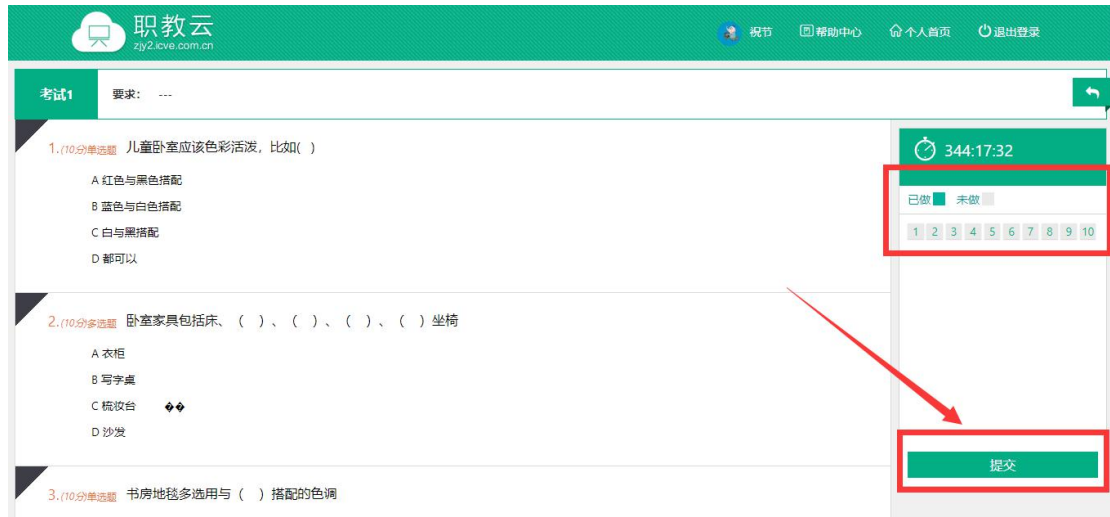 职教云
zjy2.icve.com.cn
祝节 帮助中心 个人首页 退出登录
考试1 要求： ---
1.(10分)单选题 儿童卧室应该色彩活泼，比如( )
A 红色与黑色搭配
B 蓝色与白色搭配
C 白与黑搭配
D 都可以
2.(10分)多选题 卧室家具包括床、（ ）、（ ）、（ ）、（ ）坐椅
A 衣柜
B 写字桌
C 梳妆台 ��
D 沙发
3.(10分)单选题 书房地毯多选用与（ ）搭配的色调
344:17:32
已做 未做
1 2 3 4 5 6 7 8 9 10
提交